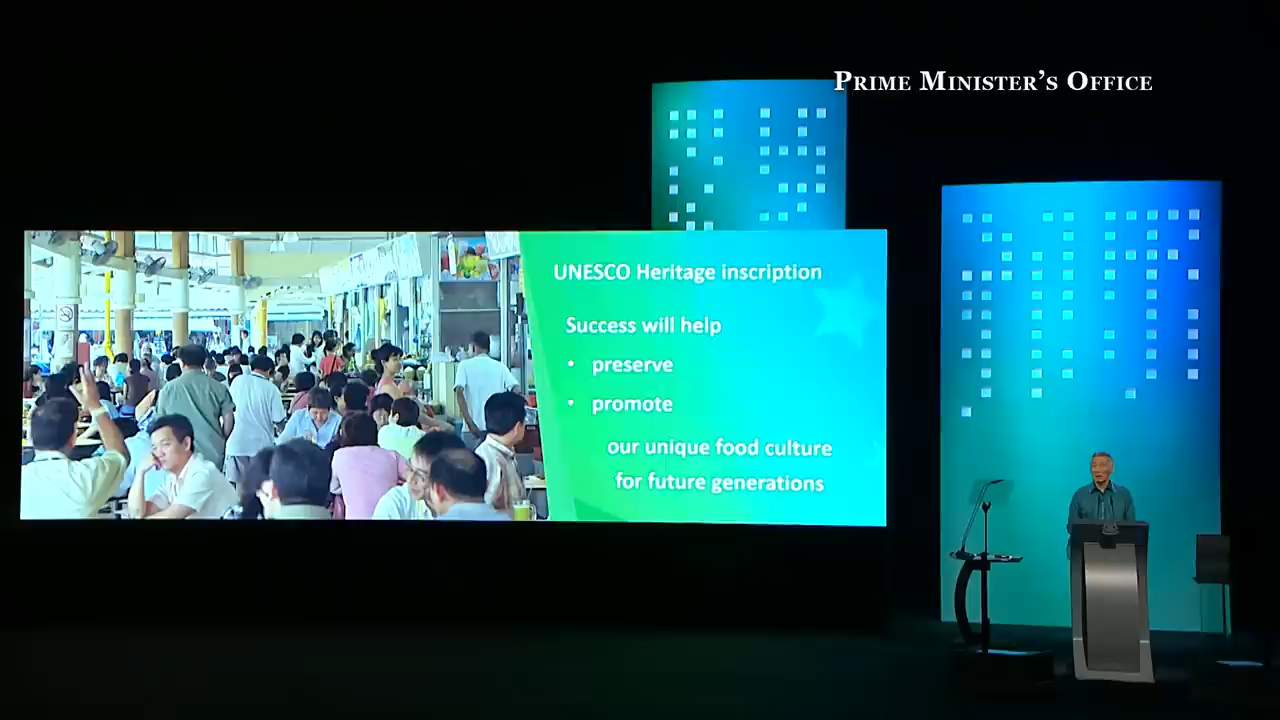 PRIME MINISTER'S OFFICE
UNESCO Heritage inscription
Success will help
• preserve
• promote
our unique food culture
for future generations